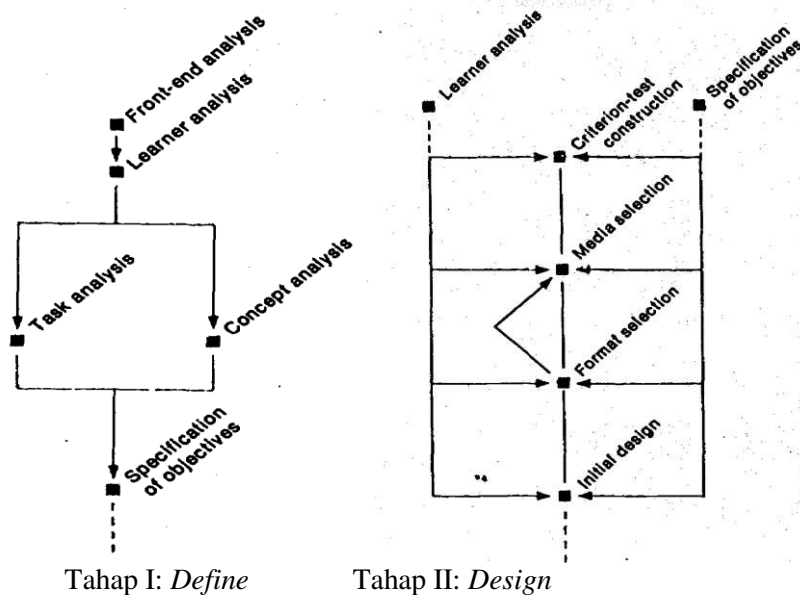 Front-end analysis
Learner analysis
Task analysis
Concept analysis
Specification
of objectives
Learner analysis
Criterion-test
construction
Specification
of objectives
Media selection
Format selection
Initial design
Tahap I: Define
Tahap II: Design